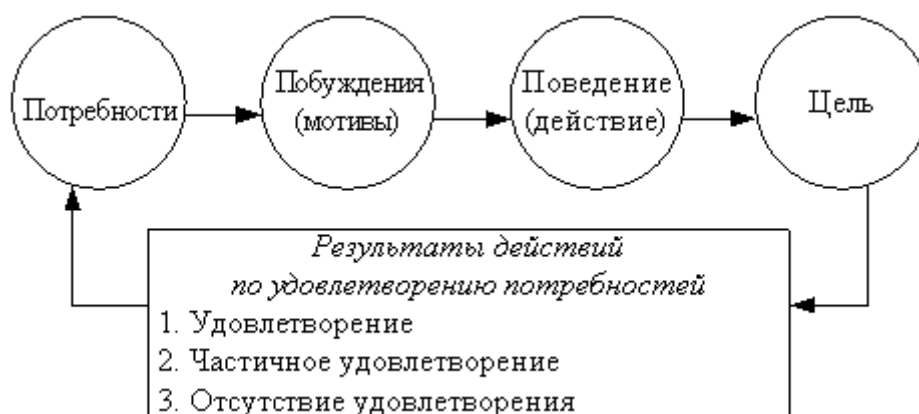 Потребности
Побуждения
(мотивы)
Поведение
(действие)
Цель
Результаты действий
по удовлетворению потребностей
1. Удовлетворение
2. Частичное удовлетворение
3. Отсутствие удовлетворения